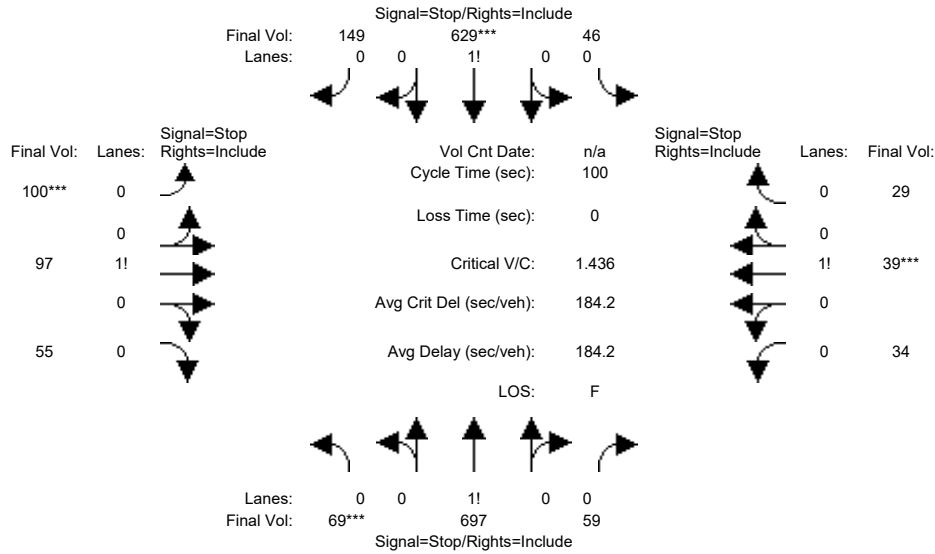 Signal=Stop/Rights=Include
Final Vol: 149 629*** 46
Lanes: 0 0 1! 0 0
Signal=Stop Signal=Stop
Final Vol: Lanes: Rights=Include Vol Cnt Date: n/a Rights=Include Lanes: Final Vol:
Cycle Time (sec): 100
100*** 0 0 29
Loss Time (sec): 0
0 0
97 1! Critical V/C: 1.436 1! 39***
0 Avg Crit Del (sec/veh): 184.2 0
55 0 Avg Delay (sec/veh): 184.2 0 34
LOS: F
Lanes: 0 0 1! 0 0
Final Vol: 69*** 697 59
Signal=Stop/Rights=Include